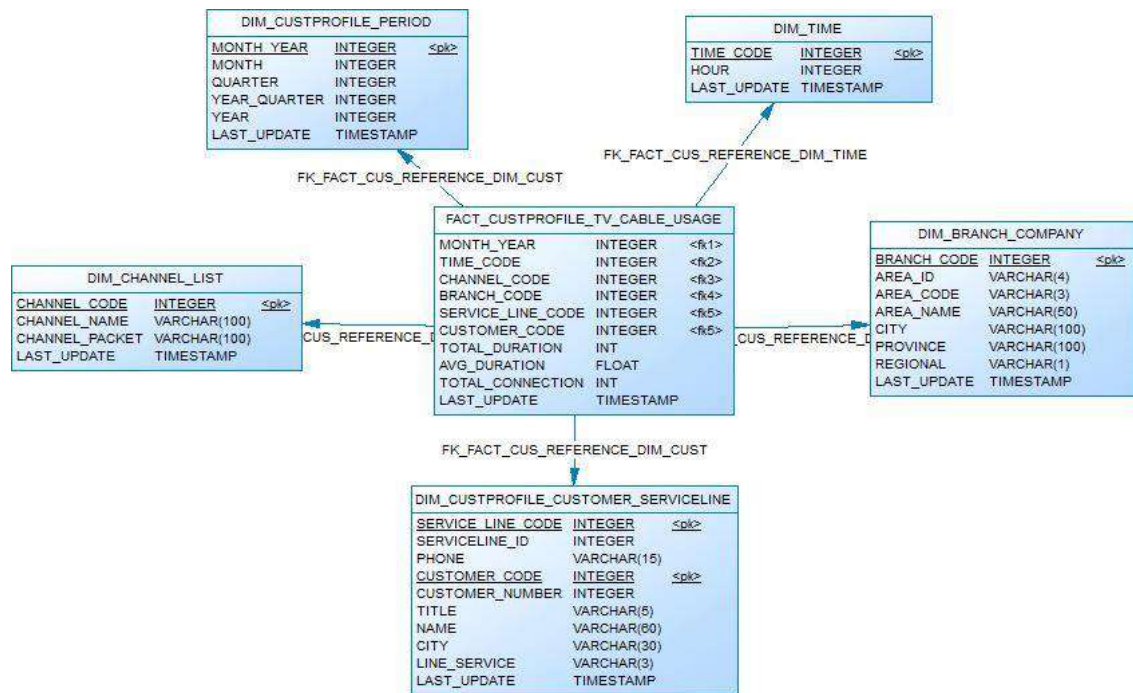 DIM_CUSTPROFILE_PERIOD
MONTH_YEAR INTEGER <pk>
MONTH INTEGER
QUARTER INTEGER
YEAR_QUARTER INTEGER
YEAR INTEGER
LAST_UPDATE TIMESTAMP
DIM_TIME
TIME_CODE INTEGER <pk>
HOUR INTEGER
LAST_UPDATE TIMESTAMP
FK_FACT_CUS_REFERENCE_DIM_CUST
FK_FACT_CUS_REFERENCE_DIM_TIME
DIM_CHANNEL_LIST
CHANNEL_CODE INTEGER <pk>
CHANNEL_NAME VARCHAR(100)
CHANNEL_PACKET VARCHAR(100)
LAST_UPDATE TIMESTAMP
CUS_REFERENCE_D
FACT_CUSTPROFILE_TV_CABLE_USAGE
MONTH_YEAR INTEGER <fk1>
TIME_CODE INTEGER <fk2>
CHANNEL_CODE INTEGER <fk3>
BRANCH_CODE INTEGER <fk4>
SERVICE_LINE_CODE INTEGER <fk5>
CUSTOMER_CODE INTEGER <fk5>
TOTAL_DURATION INT
AVG_DURATION FLOAT
TOTAL_CONNECTION INT
LAST_UPDATE TIMESTAMP
_CUS_REFERENCE_D
DIM_BRANCH_COMPANY
BRANCH_CODE INTEGER <pk>
AREA_ID VARCHAR(4)
AREA_CODE VARCHAR(3)
AREA_NAME VARCHAR(50)
CITY VARCHAR(100)
PROVINCE VARCHAR(100)
REGIONAL VARCHAR(1)
LAST_UPDATE TIMESTAMP
FK_FACT_CUS_REFERENCE_DIM_CUST
DIM_CUSTPROFILE_CUSTOMER_SERVICELINE
SERVICE_LINE_CODE INTEGER <pk>
SERVICELINE_ID INTEGER
PHONE VARCHAR(15)
CUSTOMER_CODE INTEGER <pk>
CUSTOMER_NUMBER INTEGER
TITLE VARCHAR(5)
NAME VARCHAR(60)
CITY VARCHAR(30)
LINE_SERVICE VARCHAR(3)
LAST_UPDATE TIMESTAMP